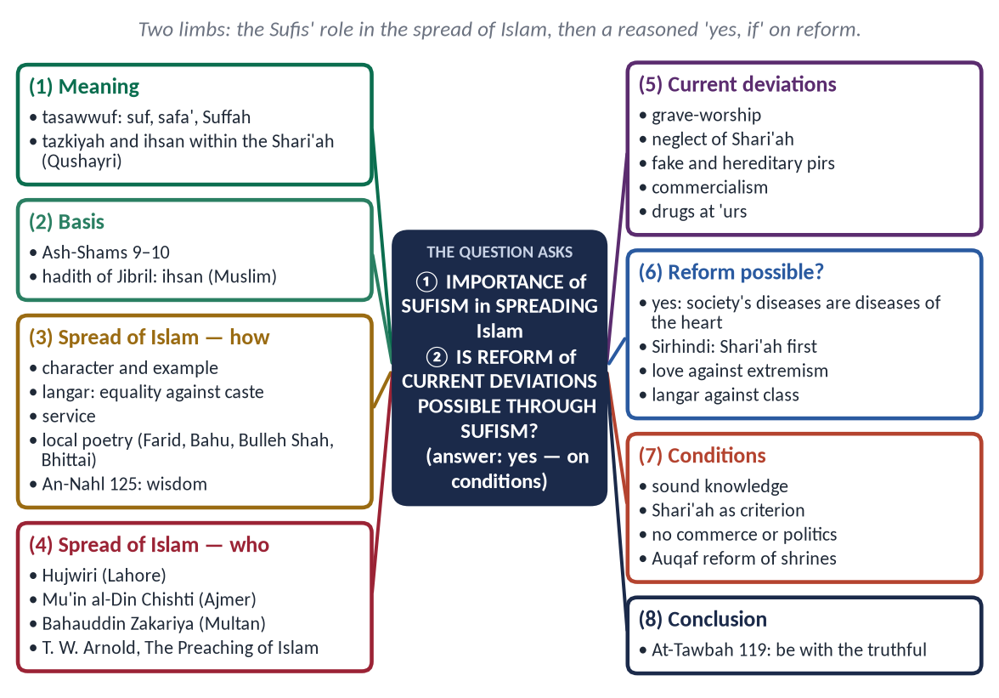 Two limbs: the Sufis' role in the spread of Islam, then a reasoned 'yes, if' on reform.
(1) Meaning
• tasawwuf: suf, safa', Suffah
• tazkiyah and ihsan within the Shari'ah
(Qushayri)
(2) Basis
• Ash-Shams 9–10
• hadith of Jibril: ihsan (Muslim)
(3) Spread of Islam — how
• character and example
• langar: equality against caste
• service
• local poetry (Farid, Bahu, Bulleh Shah,
Bhittai)
• An-Nahl 125: wisdom
(4) Spread of Islam — who
• Hujwiri (Lahore)
• Mu'in al-Din Chishti (Ajmer)
• Bahauddin Zakariya (Multan)
• T. W. Arnold, The Preaching of Islam
THE QUESTION ASKS
① IMPORTANCE of
SUFISM in SPREADING
Islam
② IS REFORM of
CURRENT DEVIATIONS
POSSIBLE THROUGH
SUFISM?
(answer: yes — on
conditions)
(5) Current deviations
• grave-worship
• neglect of Shari'ah
• fake and hereditary pirs
• commercialism
• drugs at 'urs
(6) Reform possible?
• yes: society's diseases are diseases of
the heart
• Sirhindi: Shari'ah first
• love against extremism
• langar against class
(7) Conditions
• sound knowledge
• Shari'ah as criterion
• no commerce or politics
• Auqaf reform of shrines
(8) Conclusion
• At-Tawbah 119: be with the truthful